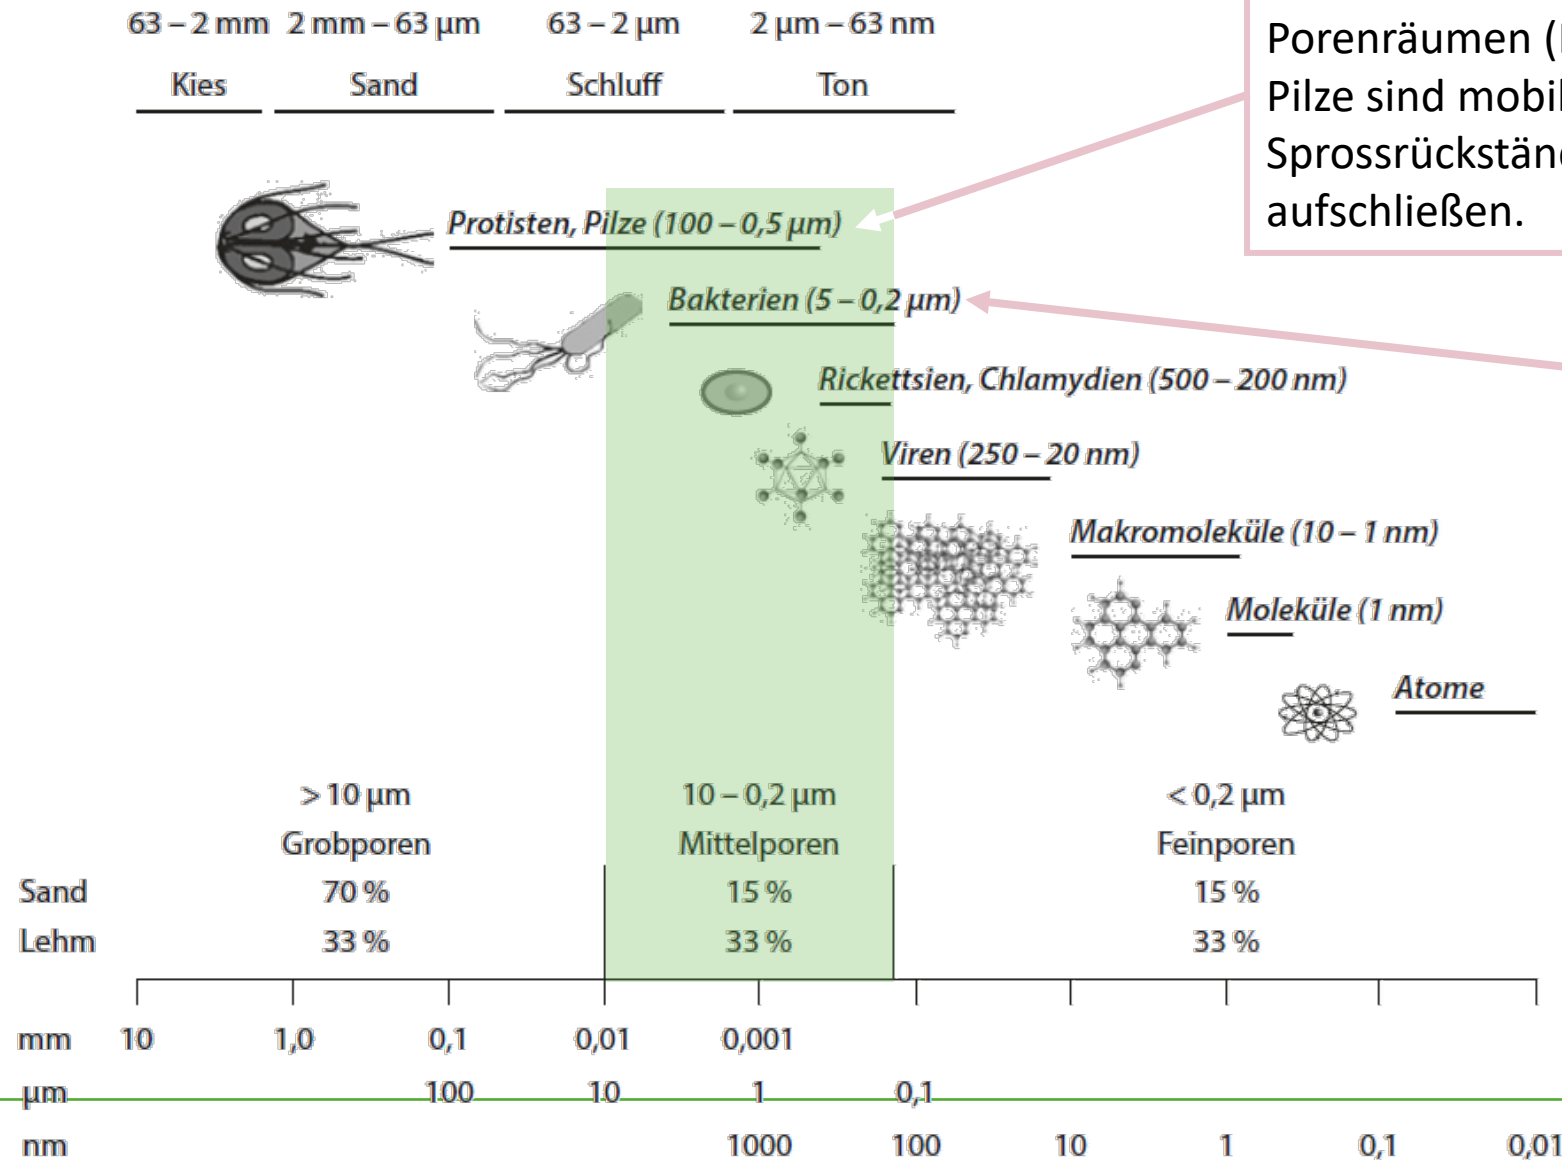 63 – 2 mm 2 mm – 63 µm 63 – 2 µm 2 µm – 63 nm
Kies Sand Schluff Ton
Porenräumen (
Pilze sind mobil
Sprossrückständ
aufschließen.
Protisten, Pilze (100 – 0,5 µm)
Bakterien (5 – 0,2 µm)
Rickettsien, Chlamydien (500 – 200 nm)
Viren (250 – 20 nm)
Makromoleküle (10 – 1 nm)
Moleküle (1 nm)
Atome
> 10 µm 10 – 0,2 µm < 0,2 µm
Grobporen Mittelporen Feinporen
Sand 70 % 15 % 15 %
Lehm 33 % 33 % 33 %
mm 10 1,0 0,1 0,01 0,001
µm 100 10 1 0,1
nm 1000 100 10 1 0,1 0,01